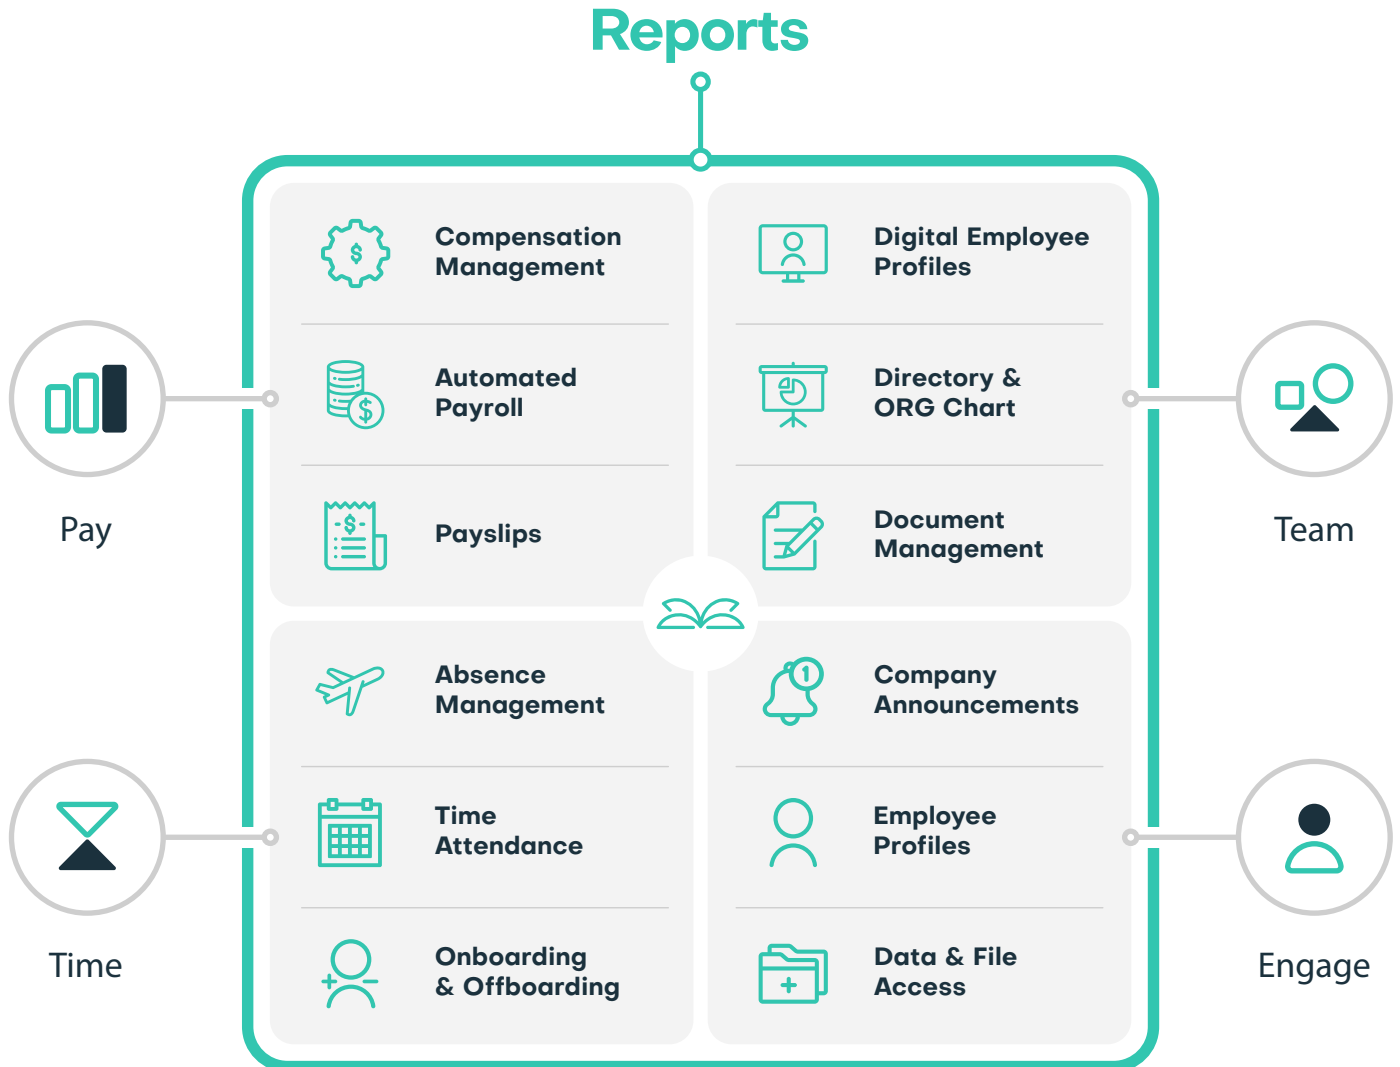 Reports
Compensation
Management
Automated
Payroll
Payslips
Pay
Digital Employee
Profiles
Directory &
ORG Chart
Document
Management
Team
Absence
Management
Time
Attendance
Onboarding
& Offboarding
Time
1
Company
Announcements
Employee
Profiles
Data & File
Access
Engage